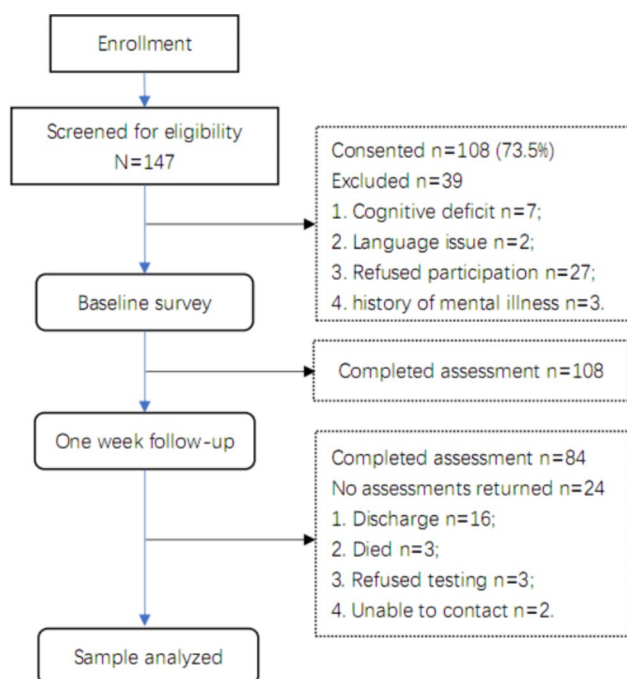 Enrollment
Screened for eligibility
N=147
Consented n=108 (73.5%)
Excluded n=39
1. Cognitive deficit n=7;
2. Language issue n=2;
3. Refused participation n=27;
4. history of mental illness n=3.
Baseline survey
Completed assessment n=108
One week follow-up
Completed assessment n=84
No assessments returned n=24
1. Discharge n=16;
2. Died n=3;
3. Refused testing n=3;
4. Unable to contact n=2.
Sample analyzed